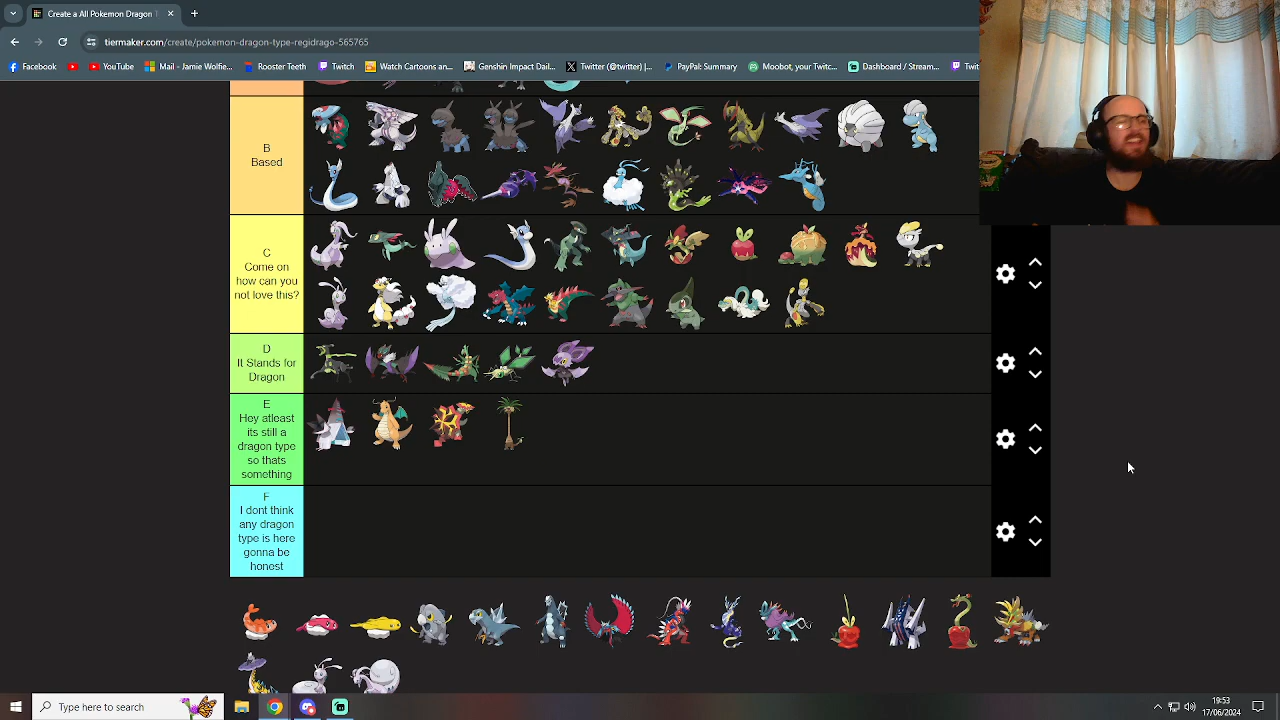 Create a All Pokemon Dragon T
tiermaker.com/create/pokemon-dragon-type-regidrago-565765
Facebook
YouTube
Mail - Jamie Wolfie...
Rooster Teeth
Twitch
Watch Cartoons an...
Genshin Impact Dail...
Twitter (@twitter) |...
PayPal Summary
Moobot, your Twitc...
Dashboard / Stream...
Twitch
B
Based
C
Come on
how can you
not love this?
D
It Stands for
Dragon
E
Hey atleast
its still a
dragon type
so thats
something
F
I dont think
any dragon
type is here
gonna be
honest
Type here to search
19:53
17/06/2024